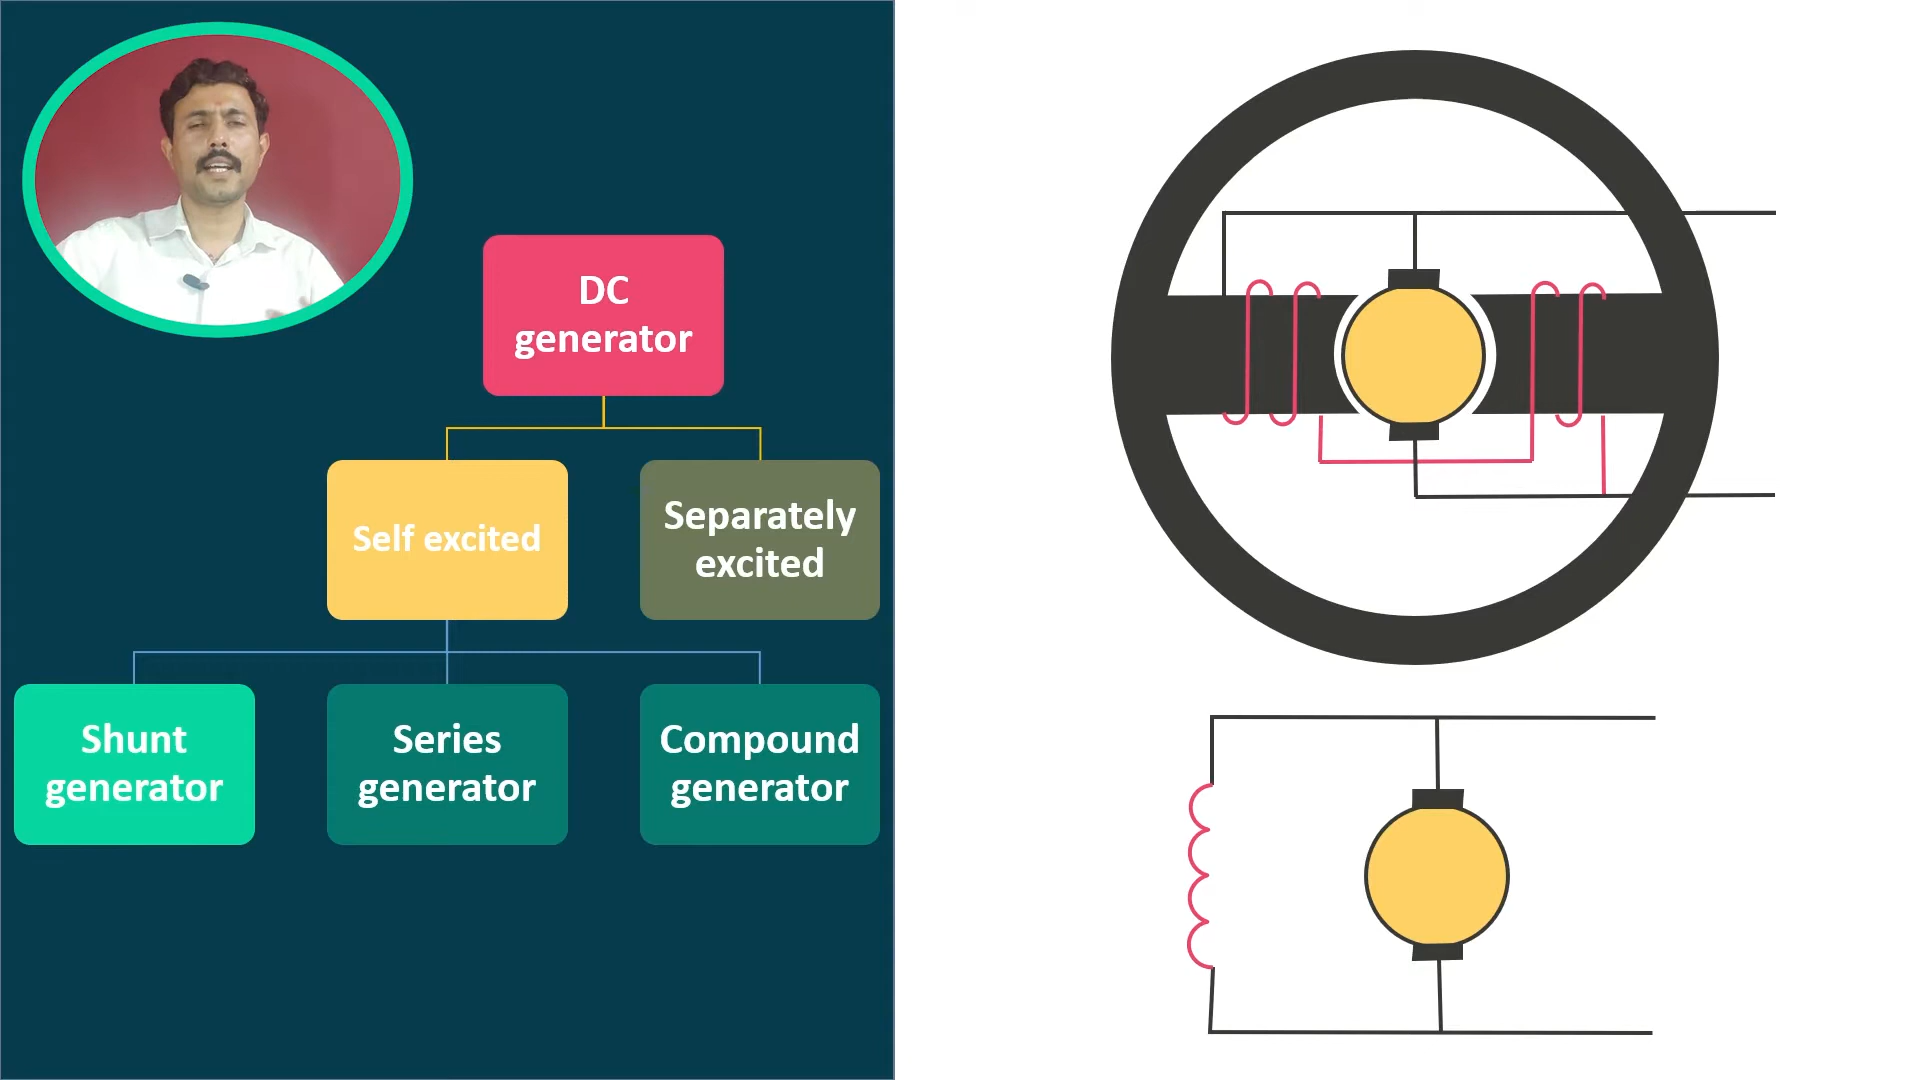 DC
generator
Self excited
Separately
excited
Shunt
generator
Series
generator
Compound
generator